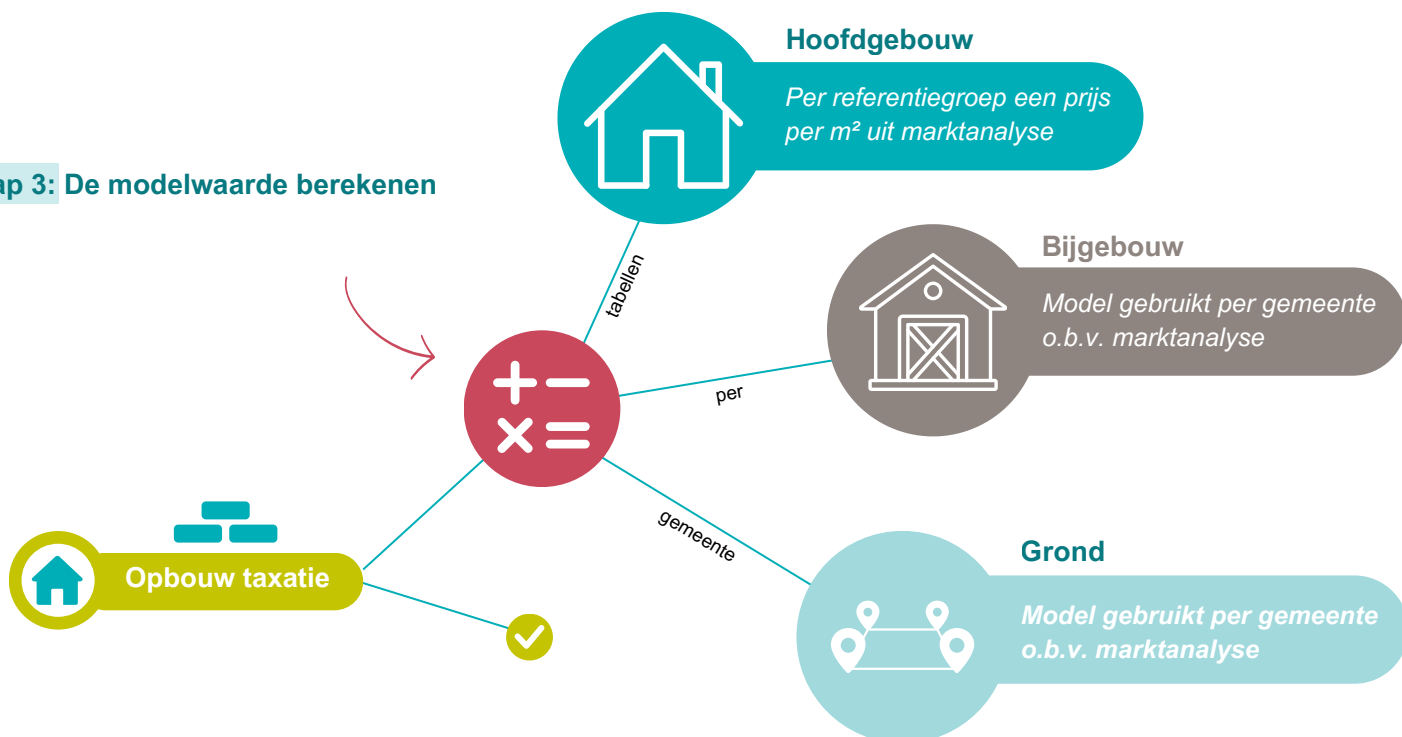 Hoofdgebouw
Per referentiegroep een prijs
per m² uit marktanalyse
ap 3: De modelwaarde berekenen
tabellen
Bijgebouw
Model gebruikt per gemeente
o.b.v. marktanalyse
per
gemeente
Grond
Model gebruikt per gemeente
o.b.v. marktanalyse
Opbouw taxatie